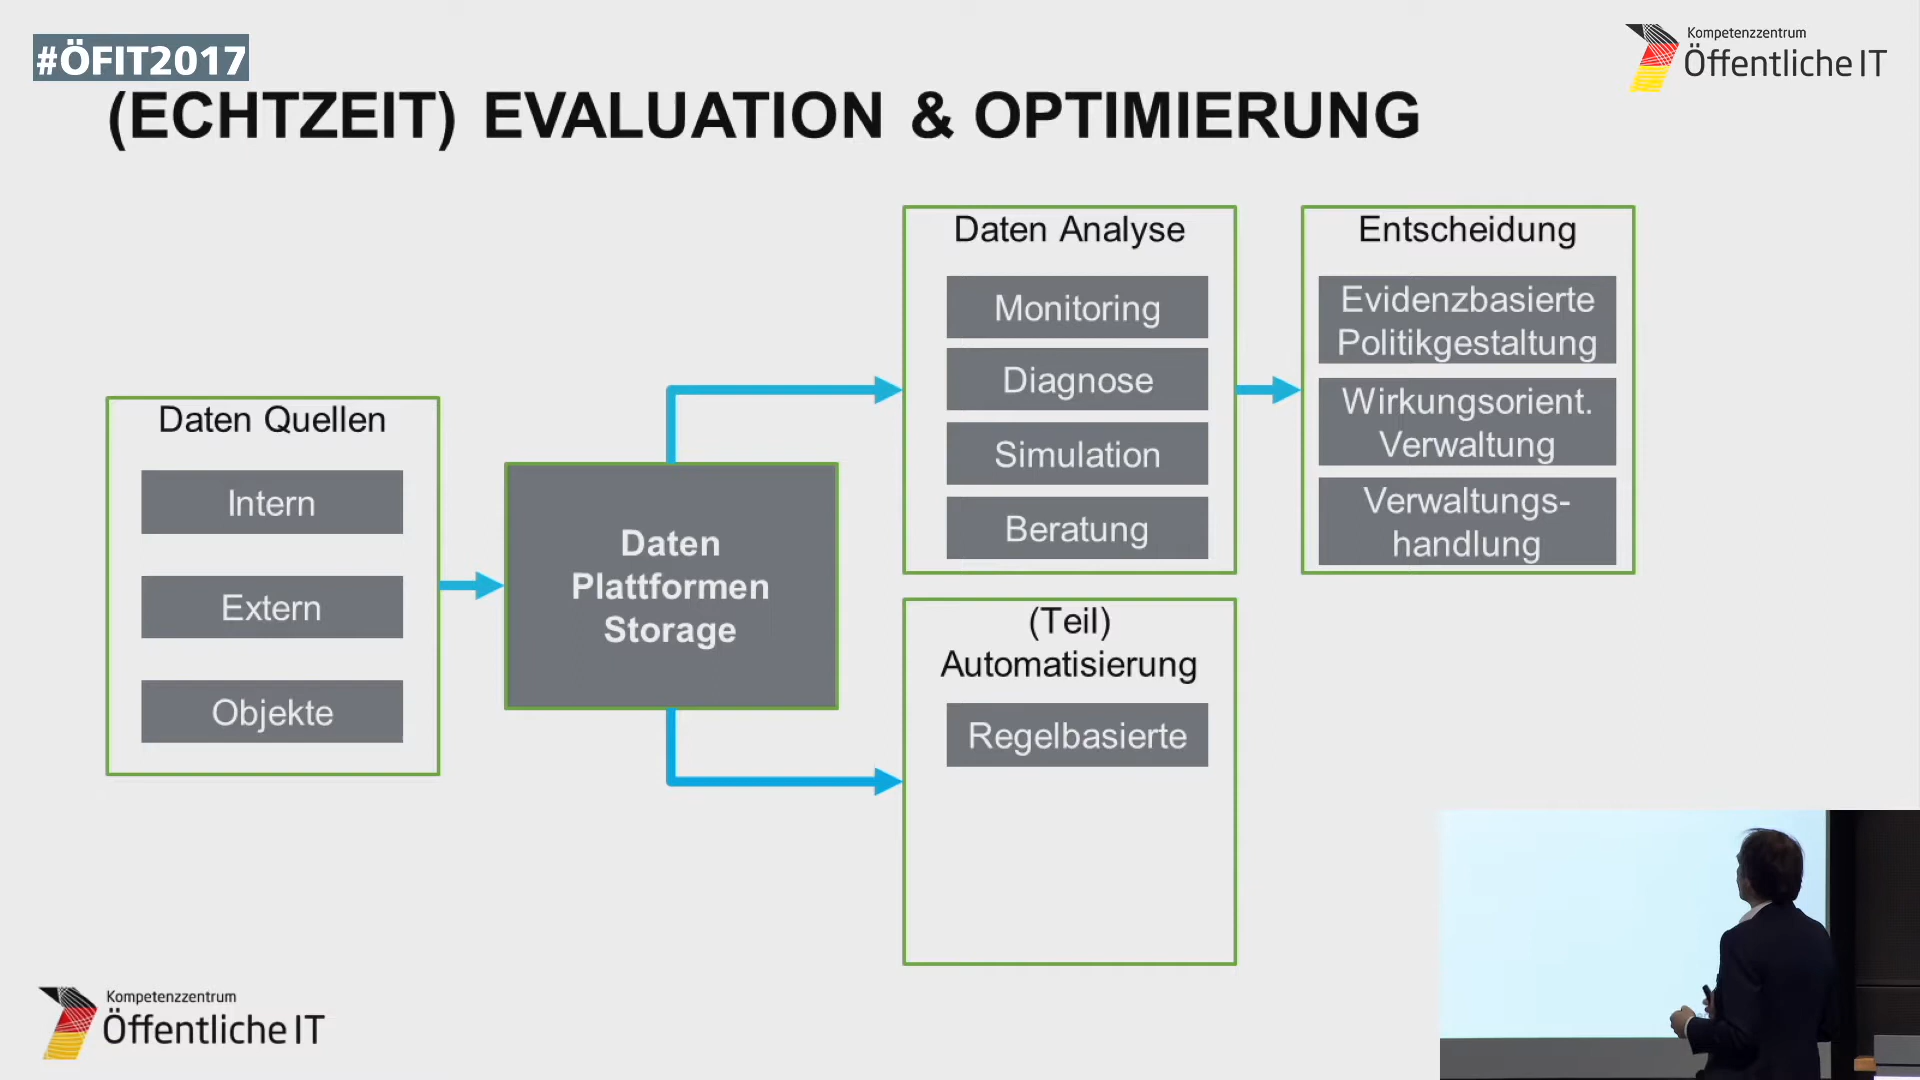 #ÖFIT2017
Kompetenzzentrum
Öffentliche IT
(ECHTZEIT) EVALUATION & OPTIMIERUNG
Daten Quellen
Intern
Extern
Objekte
Daten
Plattformen
Storage
Daten Analyse
Monitoring
Diagnose
Simulation
Beratung
Entscheidung
Evidenzbasierte
Politikgestaltung
Wirkungsorient.
Verwaltung
Verwaltungs-
handlung
(Teil)
Automatisierung
Regelbasierte
Kompetenzzentrum
Öffentliche IT